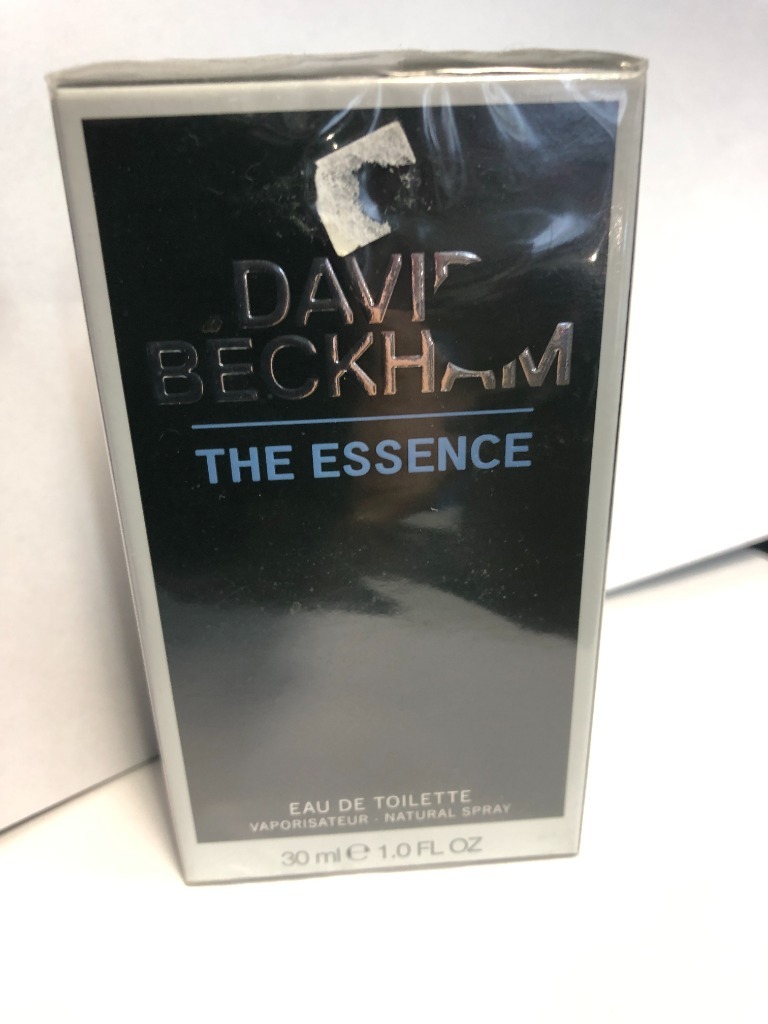 DAVID
BECKHAM
THE ESSENCE
EAU DE TOILETTE
VAPORISATEUR · NATURAL SPRAY
30 ml ℮ 1.0 FL OZ